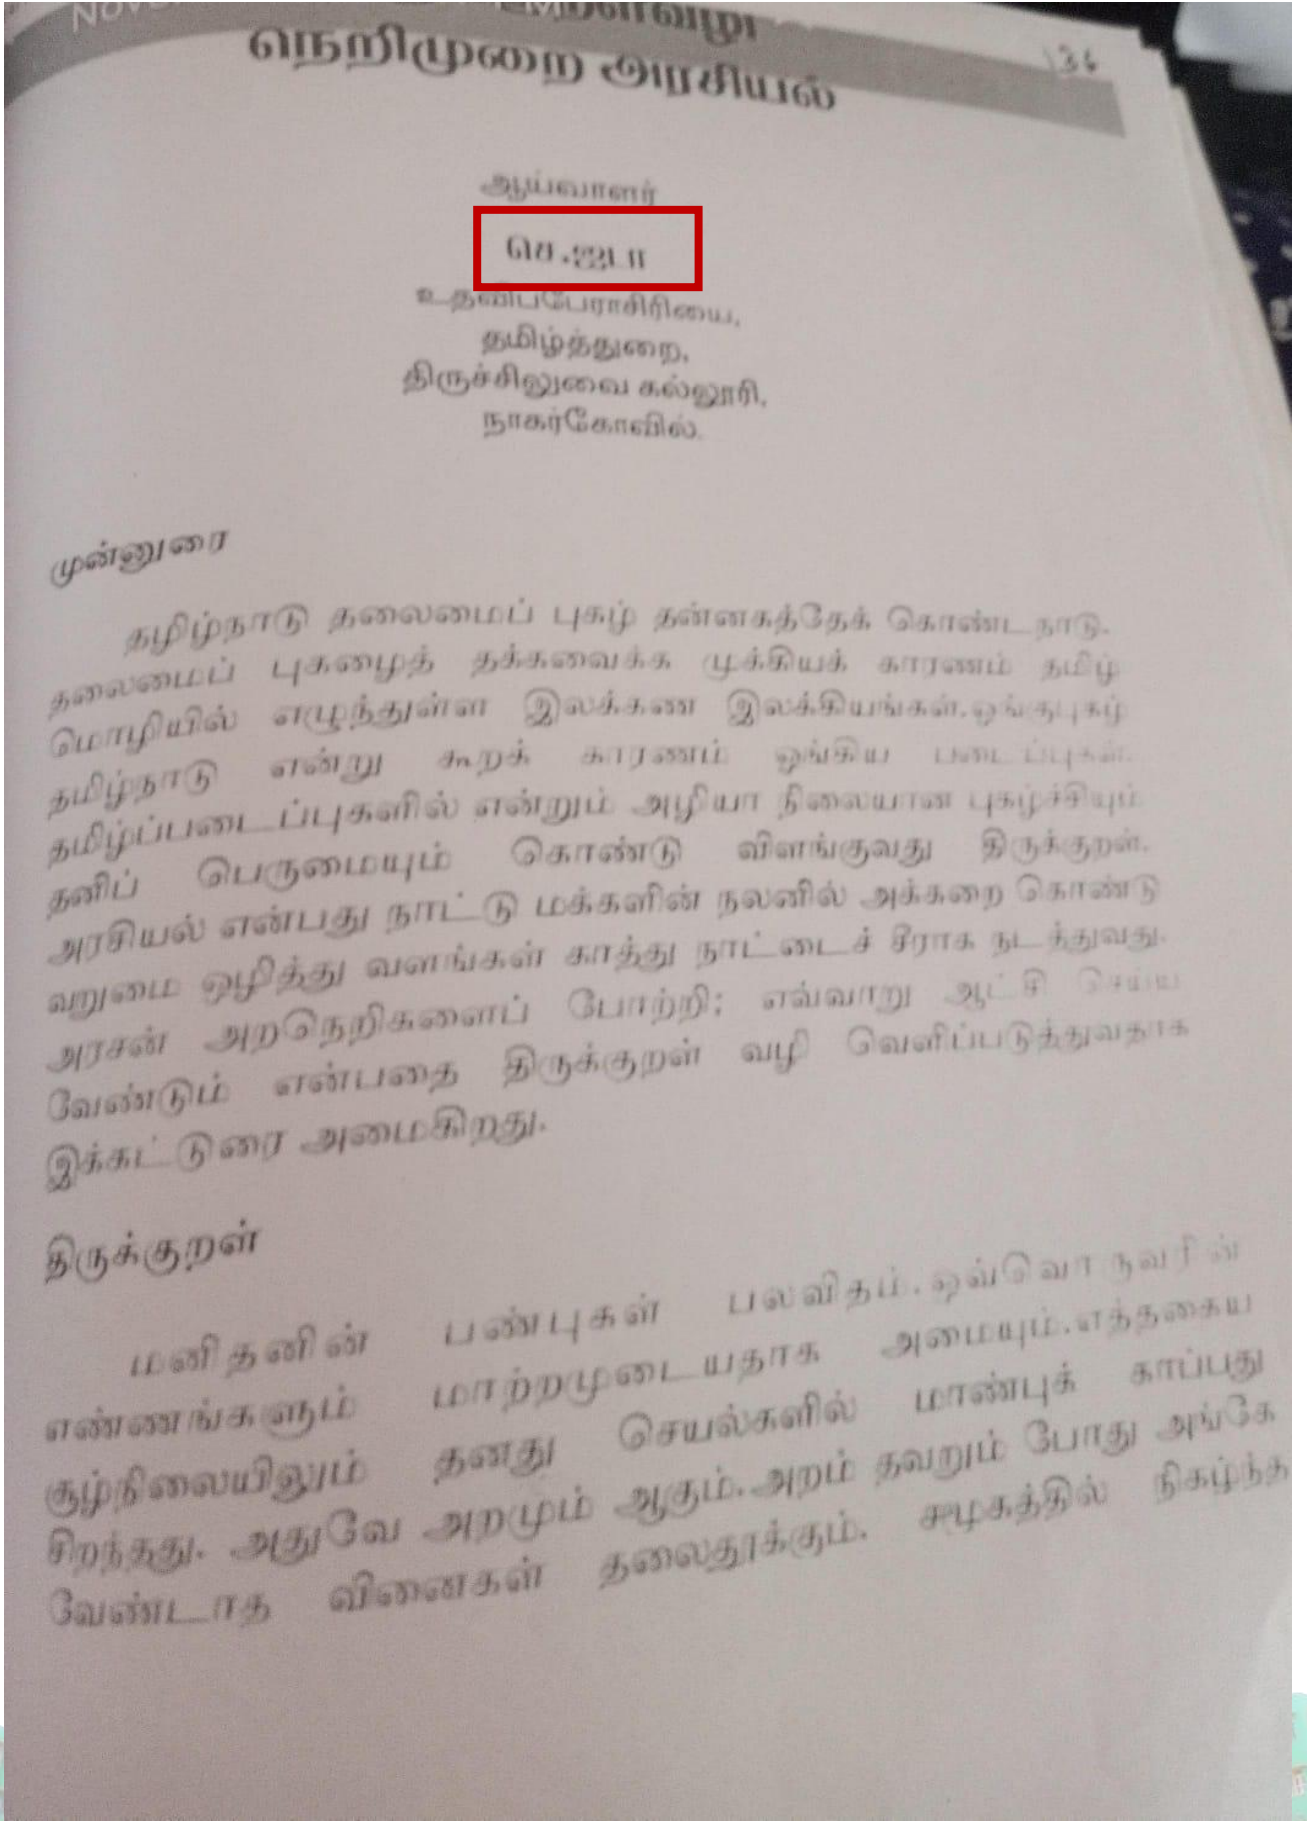 நெறிமுறை அரசியல்
136
ஆய்வாளர்
செ.ஜடா
உதவிப்பேராசிரியை,
தமிழ்த்துறை,
திருச்சிலுவை கல்லூரி,
நாகர்கோவில்.
முன்னுரை
தமிழ்நாடு தலைமைப் புகழ் தன்னகத்தேக் கொண்டநாடு.
தலைமைப் புகழைத் தக்கவைக்க முக்கியக் காரணம் தமிழ்
மொழியில் எழுந்துள்ள இலக்கண இலக்கியங்கள்.ஓங்குபுகழ்
தமிழ்நாடு என்று கூறக் காரணம் ஓங்கிய படைப்புகள்.
தமிழ்ப்படைப்புகளில் என்றும் அழியா நிலையான புகழ்ச்சியும்
தனிப் பெருமையும் கொண்டு விளங்குவது திருக்குறள்.
அரசியல் என்பது நாட்டு மக்களின் நலனில் அக்கறை கொண்டு
வறுமை ஒழித்து வளங்கள் காத்து நாட்டைச் சீராக நடத்துவது.
அரசன் அறநெறிகளைப் போற்றி; எவ்வாறு ஆட்சி செய்ய
வேண்டும் என்பதை திருக்குறள் வழி வெளிப்படுத்துவதாக
இக்கட்டுரை அமைகிறது.
திருக்குறள்
மனிதனின் பண்புகள் பலவிதம்.ஒவ்வொருவரின்
எண்ணங்களும் மாற்றமுடையதாக அமையும்.எத்தகைய
சூழ்நிலையிலும் தனது செயல்களில் மாண்புக் காப்பது
சிறந்தது. அதுவே அறமும் ஆகும்.அறம் தவறும் போது அங்கே
வேண்டாத வினைகள் தலைதூக்கும். சமூகத்தில் நிகழ்ந்த